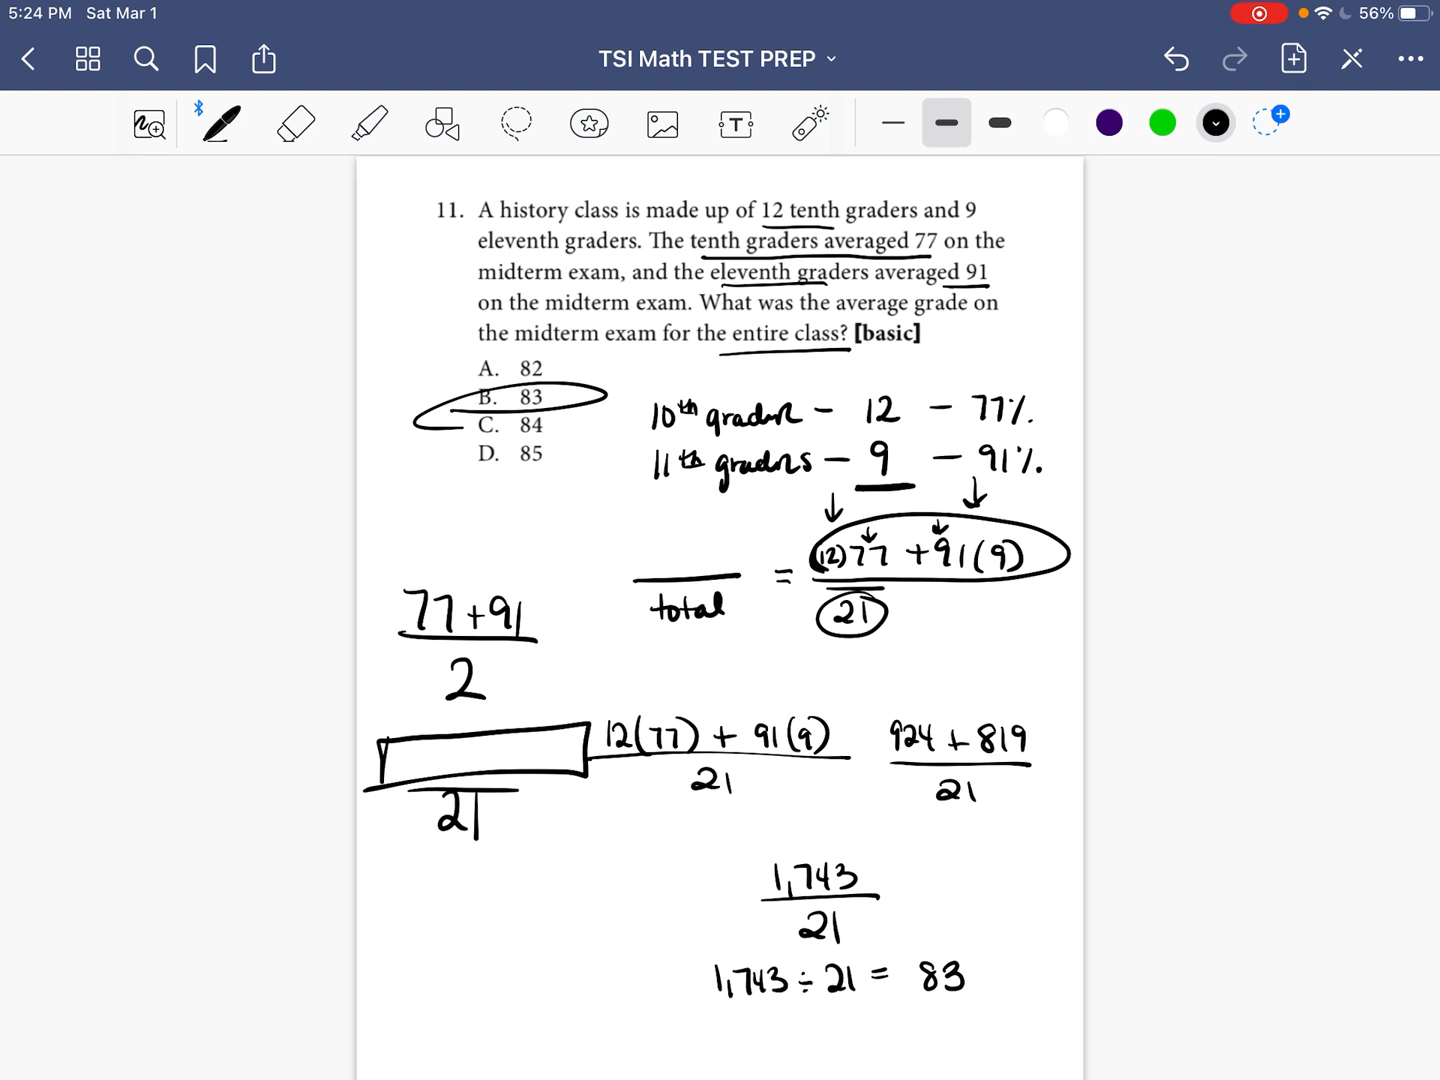 5:24 PM Sat Mar 1
56%
TSI Math TEST PREP
T
11. A history class is made up of 12 tenth graders and 9
eleventh graders. The tenth graders averaged 77 on the
midterm exam, and the eleventh graders averaged 91
on the midterm exam. What was the average grade on
the midterm exam for the entire class? [basic]
A. 82
B. 83
C. 84
D. 85
10th graders - 12 - 77%
11th graders - 9 - 91%
(12)77 + 91(9)
=
total
21
77+91
2
12(77) + 91(9)
21
924 + 819
21
21
1,743
21
1,743 ÷ 21 = 83